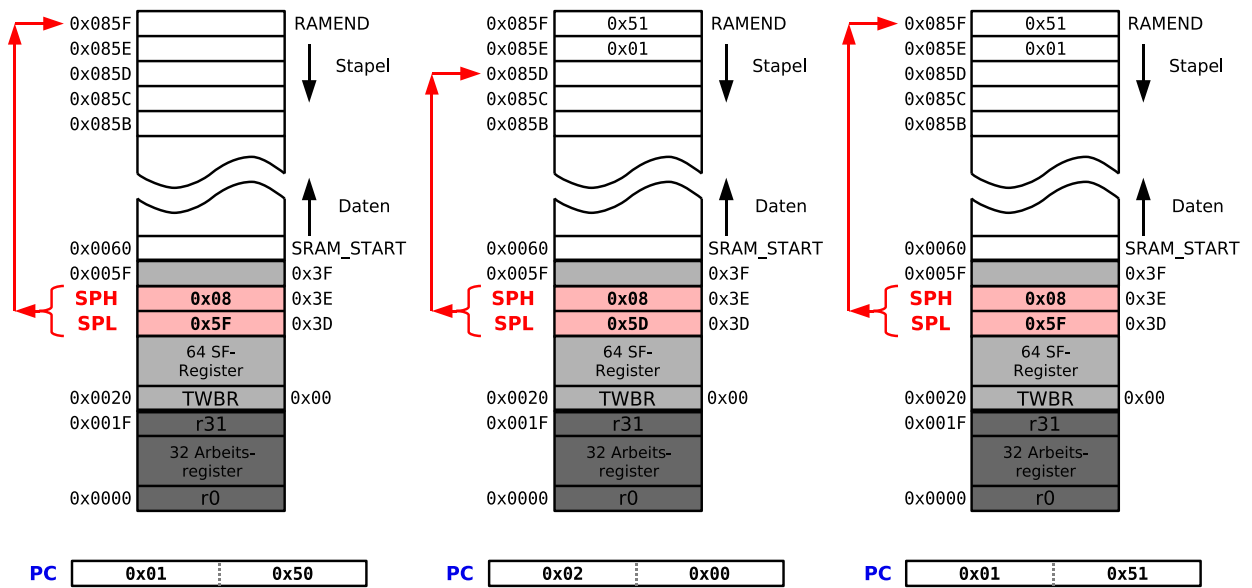 0x085F RAMEND
0x085E
0x085D Stapel
0x085C
0x085B
Daten
0x0060 SRAM_START
0x005F 0x3F
SPH 0x08 0x3E
SPL 0x5F 0x3D
64 SF-
Register
0x0020 TWBR 0x00
0x001F r31
32 Arbeits-
register
0x0000 r0
PC 0x01 0x50
0x085F 0x51 RAMEND
0x085E 0x01
0x085D Stapel
0x085C
0x085B
Daten
0x0060 SRAM_START
0x005F 0x3F
SPH 0x08 0x3E
SPL 0x5D 0x3D
64 SF-
Register
0x0020 TWBR 0x00
0x001F r31
32 Arbeits-
register
0x0000 r0
PC 0x02 0x00
0x085F 0x51 RAMEND
0x085E 0x01
0x085D Stapel
0x085C
0x085B
Daten
0x0060 SRAM_START
0x005F 0x3F
SPH 0x08 0x3E
SPL 0x5F 0x3D
64 SF-
Register
0x0020 TWBR 0x00
0x001F r31
32 Arbeits-
register
0x0000 r0
PC 0x01 0x51